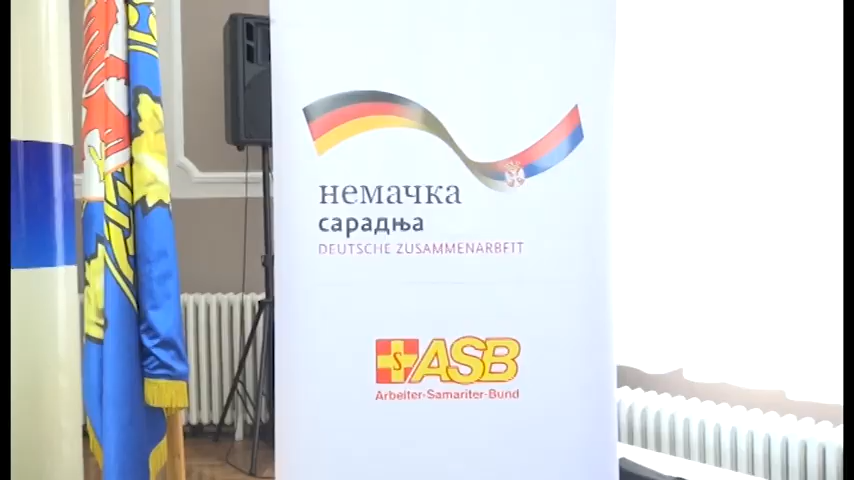 немачка
сарадња
DEUTSCHE ZUSAMMENARBEIT
S ASB
Arbeiter-Samariter-Bund